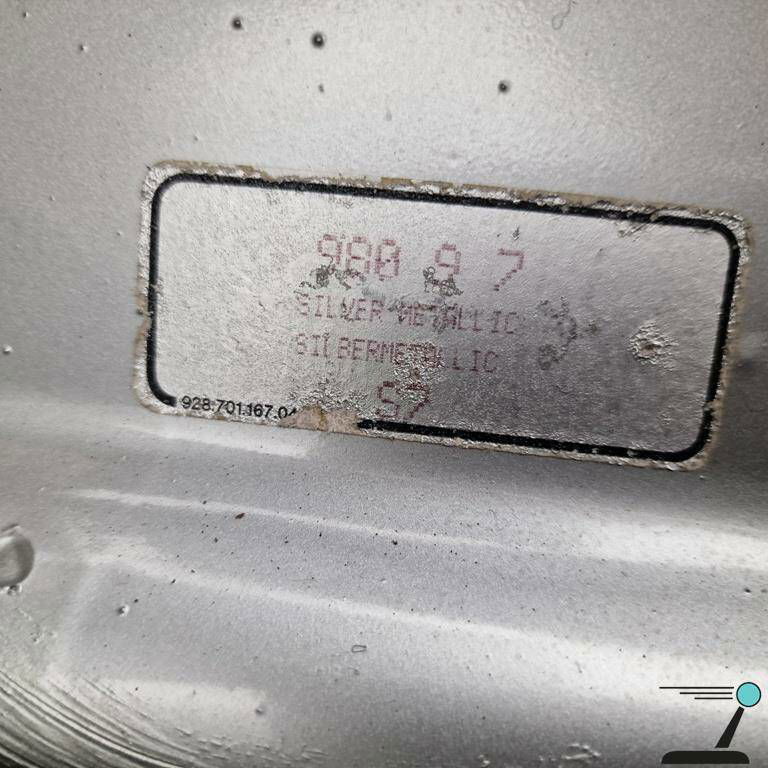 980 9 7
SILVER METALLIC
SILBERMETALLIC
S7
928.701.167.04